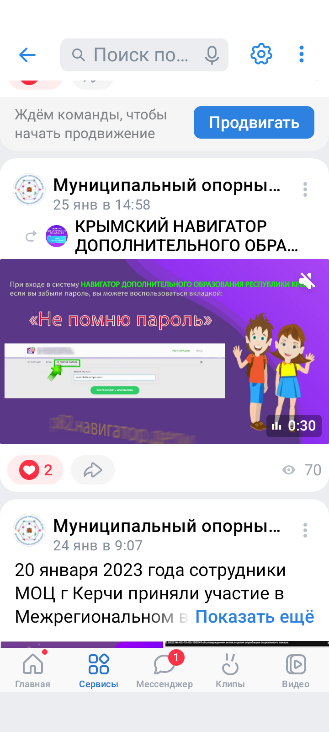 Поиск по...
Ждём команды, чтобы
начать продвижение
Продвигать
Муниципальный опорны...
25 янв в 14:58
КРЫМСКИЙ НАВИГАТОР
ДОПОЛНИТЕЛЬНОГО ОБРА...
При входе в систему НАВИГАТОР ДОПОЛНИТЕЛЬНОГО ОБРАЗОВАНИЯ РЕСПУБЛИКИ
если вы забыли пароль, вы можете воспользоваться вкладкой:
«Не помню пароль»
0:30
2
70
Муниципальный опорны...
24 янв в 9:07
20 января 2023 года сотрудники
МОЦ г Керчи приняли участие в
Межрегиональном в Показать ещё
1
Главная Сервисы Мессенджер Клипы Видео